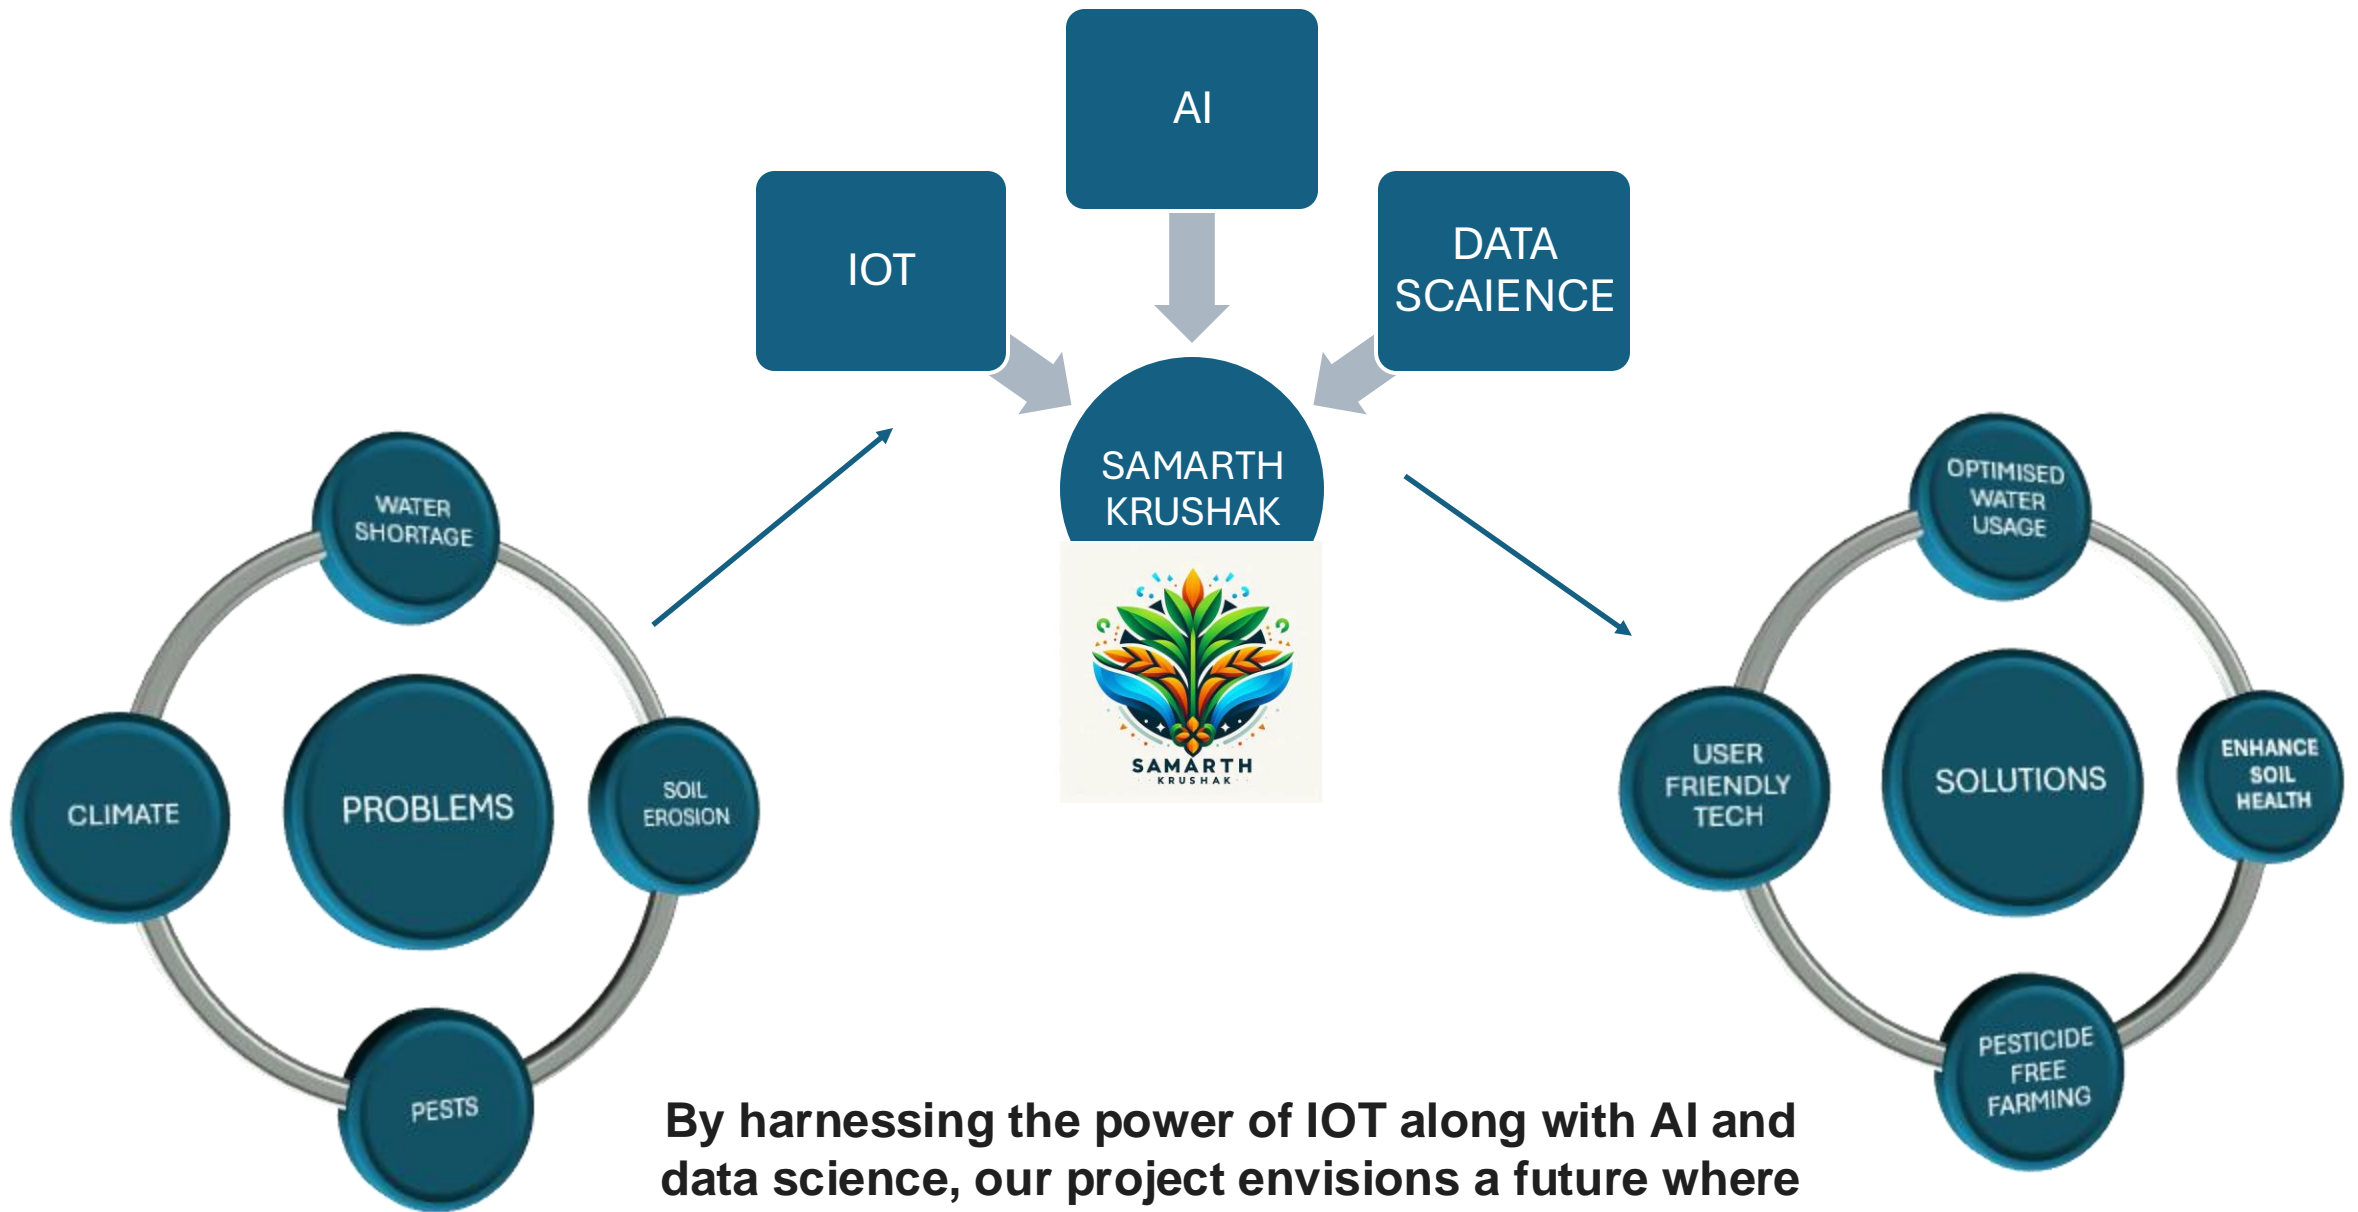 AI
IOT
DATA
SCAIENCE
SAMARTH
KRUSHAK
SAMARTH
KRUSHAK
WATER
SHORTAGE
CLIMATE
PROBLEMS
SOIL
EROSION
PESTS
OPTIMISED
WATER
USAGE
USER
FRIENDLY
TECH
SOLUTIONS
ENHANCE
SOIL
HEALTH
PESTICIDE
FREE
FARMING
By harnessing the power of IOT along with AI and
data science, our project envisions a future where